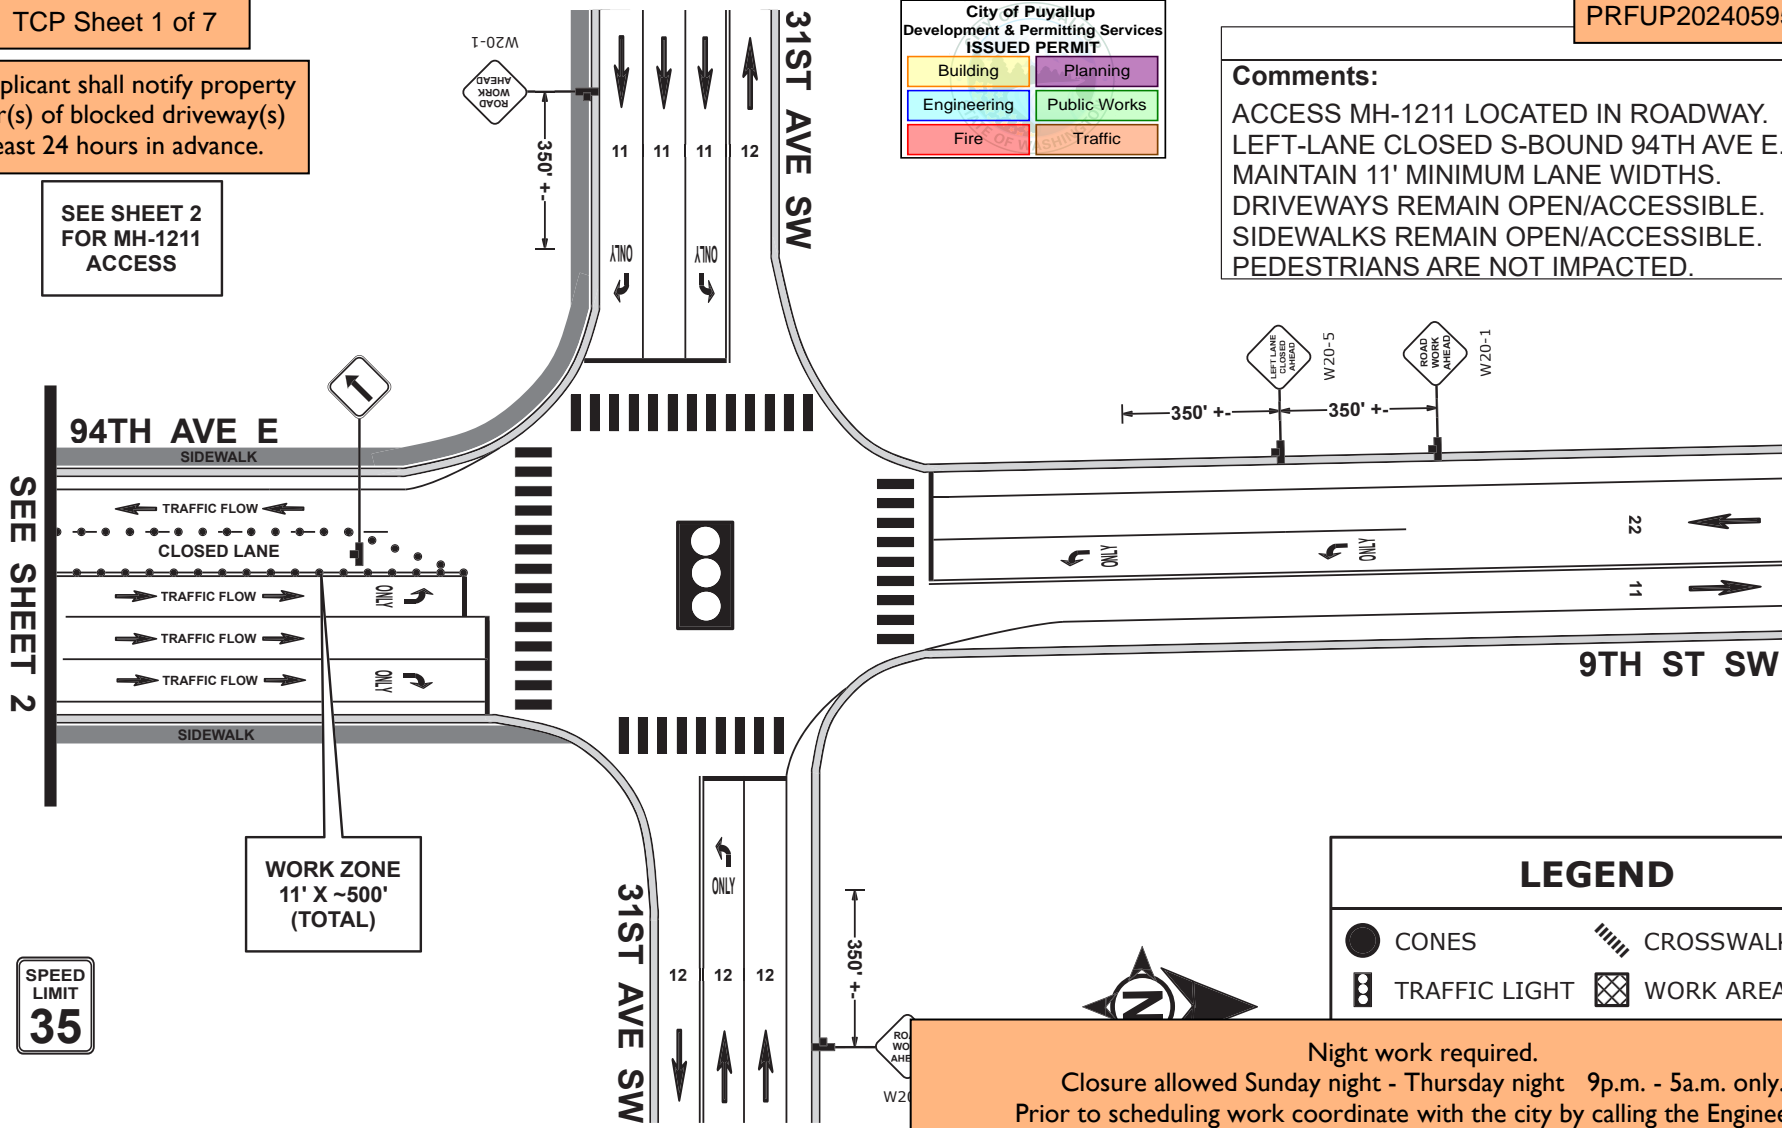 TCP Sheet 1 of 7
plicant shall notify property
r(s) of blocked driveway(s)
east 24 hours in advance.
SEE SHEET 2
FOR MH-1211
ACCESS
W20-1
ROAD
WORK
AHEAD
350' +-
11 11 11 12
ONLY ONLY
31ST AVE SW
City of Puyallup
Development & Permitting Services
ISSUED PERMIT
Building Planning
Engineering Public Works
Fire Traffic
OF WASHINGTON
PRFUP2024059
Comments:
ACCESS MH-1211 LOCATED IN ROADWAY.
LEFT-LANE CLOSED S-BOUND 94TH AVE E.
MAINTAIN 11' MINIMUM LANE WIDTHS.
DRIVEWAYS REMAIN OPEN/ACCESSIBLE.
SIDEWALKS REMAIN OPEN/ACCESSIBLE.
PEDESTRIANS ARE NOT IMPACTED.
LEFT LANE
CLOSED
AHEAD
W20-5
ROAD
WORK
AHEAD
W20-1
350' +- 350' +-
94TH AVE E
SIDEWALK
SEE SHEET 2
TRAFFIC FLOW
CLOSED LANE
TRAFFIC FLOW
ONLY
TRAFFIC FLOW
TRAFFIC FLOW
ONLY
SIDEWALK
ONLY ONLY
22
11
9TH ST SW
WORK ZONE
11' X ~500'
(TOTAL)
SPEED
LIMIT
35
ONLY
31ST AVE SW
12 12 12
350' +-
RO
WO
AHE
W20
N
LEGEND
CONES
CROSSWALK
TRAFFIC LIGHT
WORK AREA
Night work required.
Closure allowed Sunday night - Thursday night 9p.m. - 5a.m. only.
Prior to scheduling work coordinate with the city by calling the Enginee